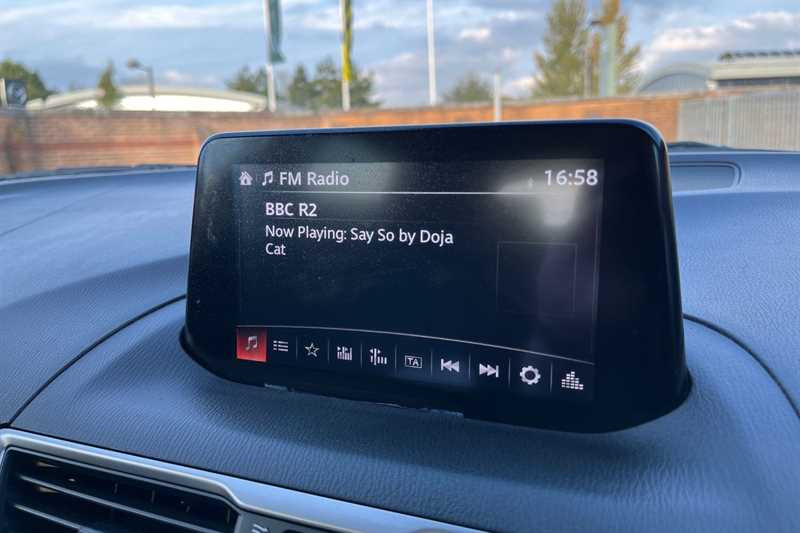 FM Radio 16:58
BBC R2
Now Playing: Say So by Doja
Cat
TA